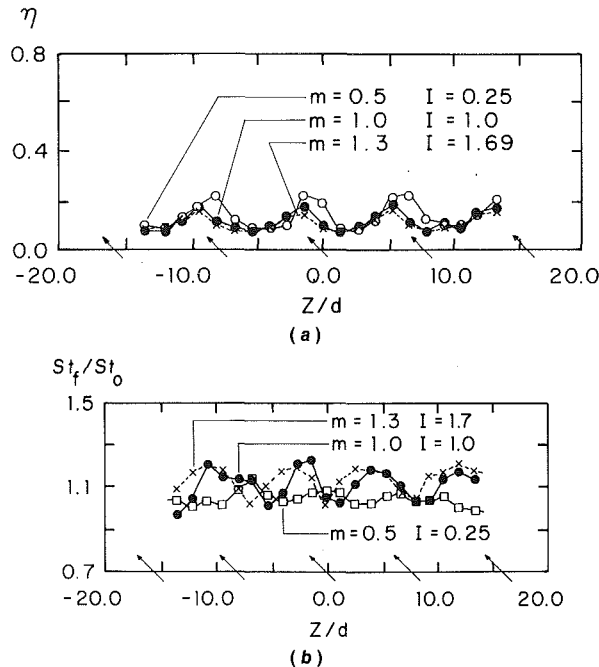 η
0.8
m = 0.5 I = 0.25
m = 1.0 I = 1.0
m = 1.3 I = 1.69
0.4
0.0
-20.0 -10.0 0.0 10.0 20.0
Z/d
(a)
St_f/St_o
1.5
m = 1.3 I = 1.7
m = 1.0 I = 1.0
1.1
m = 0.5 I = 0.25
0.7
-20.0 -10.0 0.0 10.0 20.0
Z/d
(b)